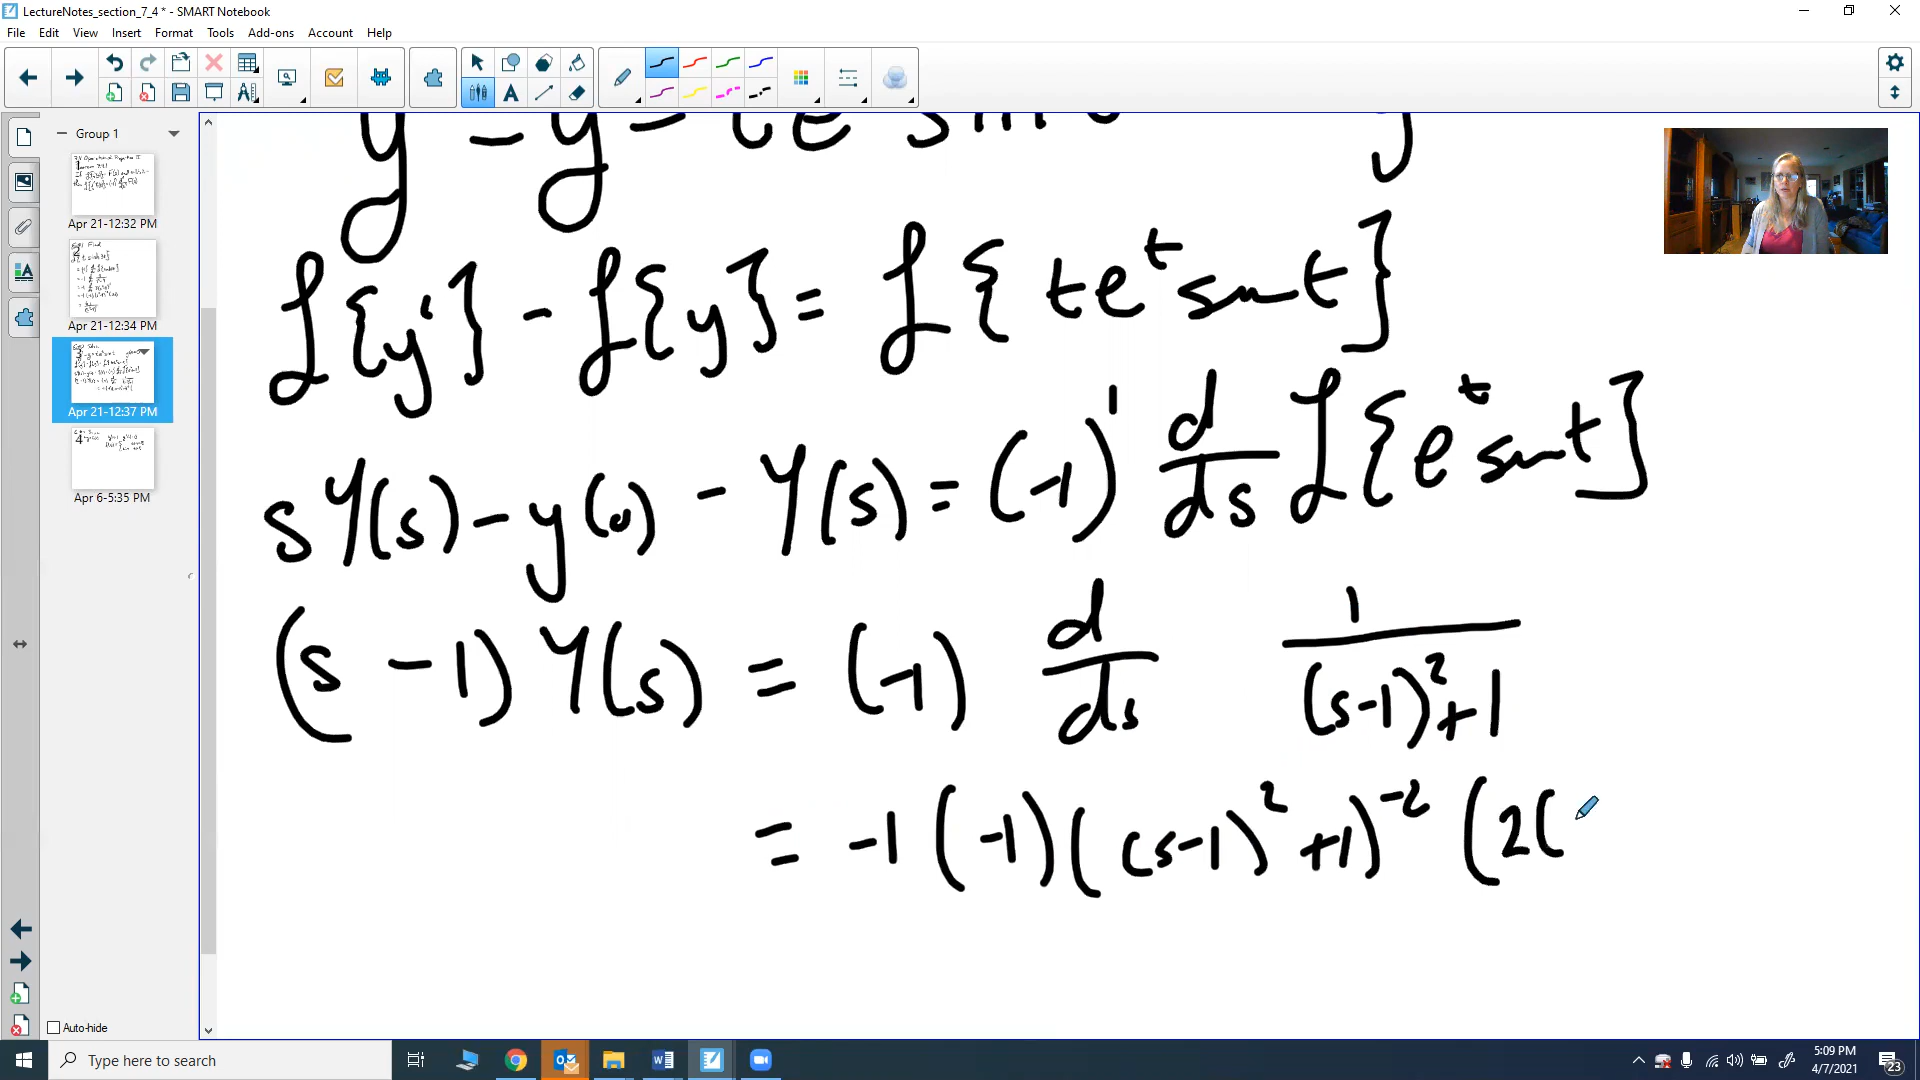 LectureNotes_section_7_4 * - SMART Notebook
File Edit View Insert Format Tools Add-ons Account Help
Group 1
Apr 21-12:32 PM
Apr 21-12:34 PM
Apr 21-12:37 PM
Apr 6-5:35 PM
Auto-hide
ℒ{y'} - ℒ{y} = ℒ{te^t sin t}
sY(s) - y(0) - Y(s) = (-1)^1 d/ds ℒ{e^t sin t}
(s - 1) Y(s) = (-1) d/ds 1/((s-1)^2+1)
= -1(-1)((s-1)^2 +1)^-2 (2(
Type here to search
5:09 PM
4/7/2021
23